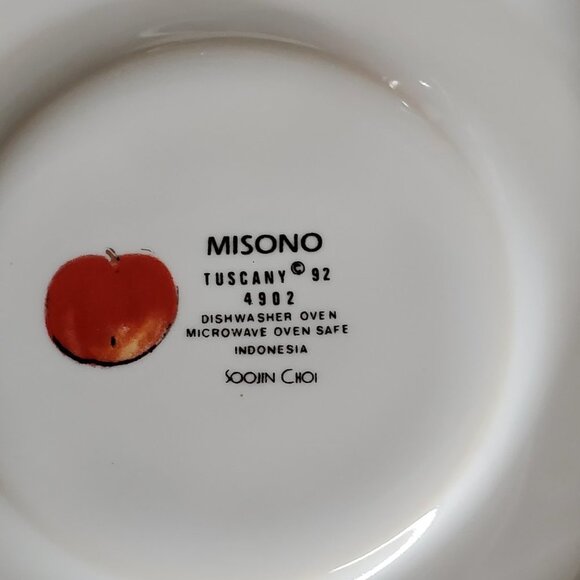 MISONO
TUSCANY © 92
4902
DISHWASHER OVEN
MICROWAVE OVEN SAFE
INDONESIA
SOOJIN CHOI